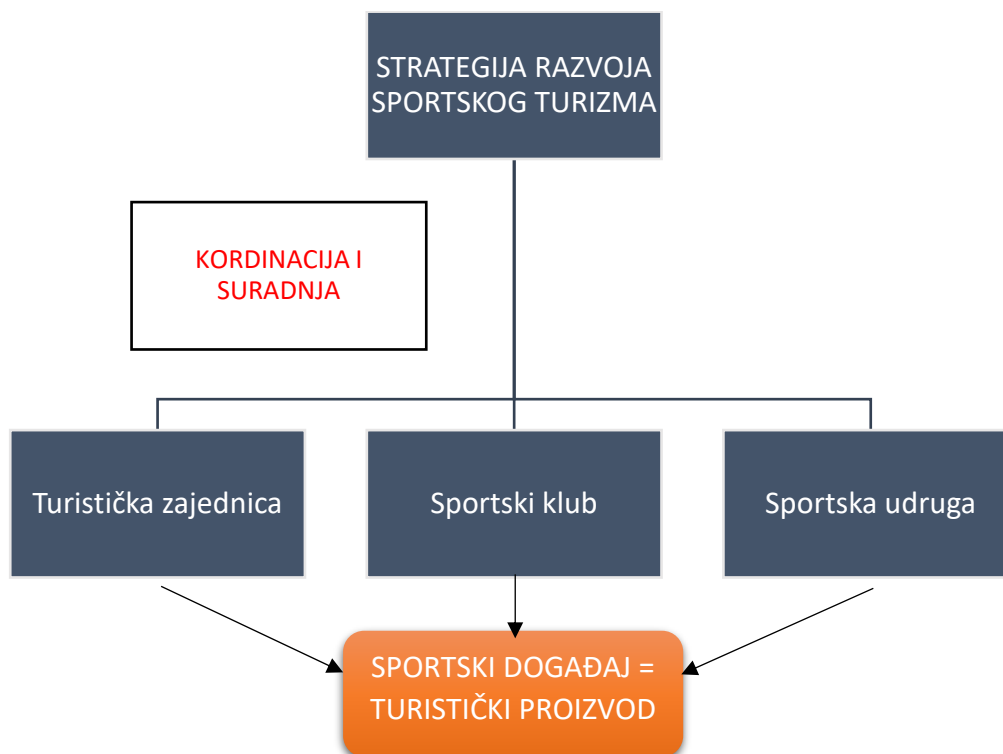 STRATEGIJA RAZVOJA
SPORTSKOG TURIZMA
KORDINACIJA I
SURADNJA
Turistička zajednica
Sportski klub
Sportska udruga
SPORTSKI DOGAĐAJ =
TURISTIČKI PROIZVOD